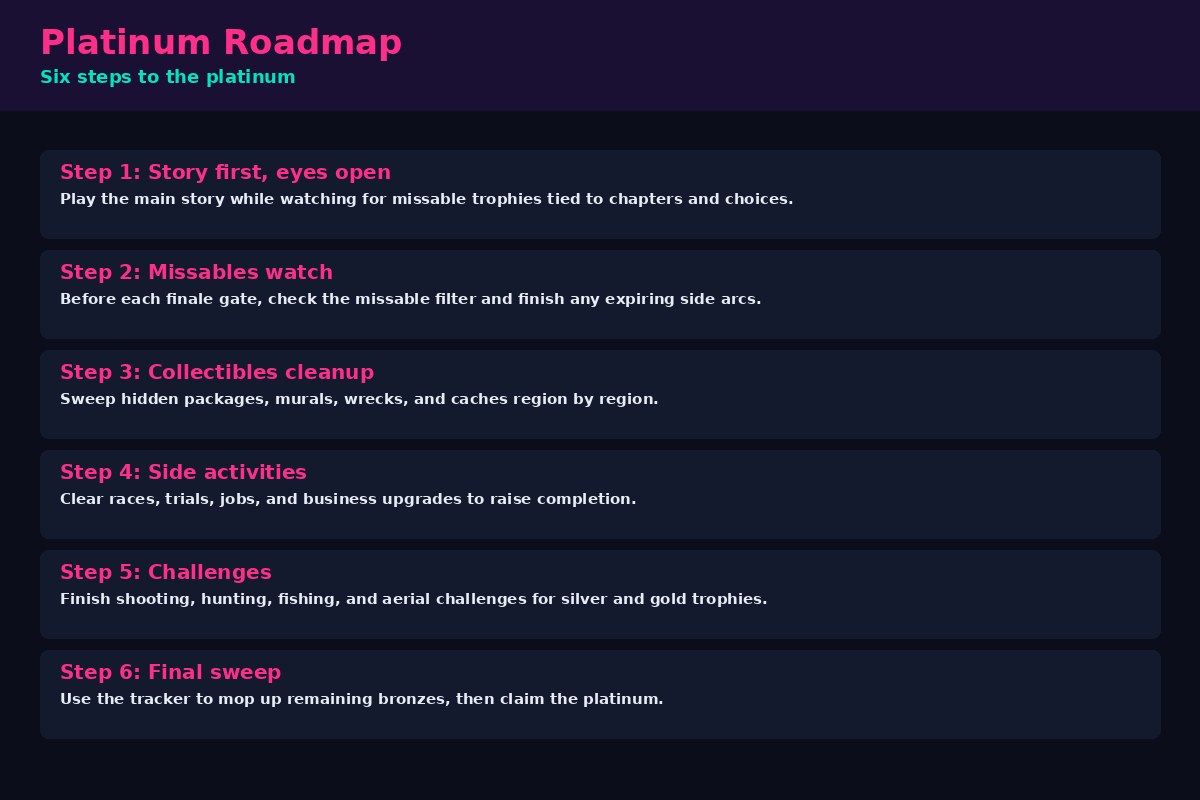 Platinum Roadmap
Six steps to the platinum
Step 1: Story first, eyes open
Play the main story while watching for missable trophies tied to chapters and choices.
Step 2: Missables watch
Before each finale gate, check the missable filter and finish any expiring side arcs.
Step 3: Collectibles cleanup
Sweep hidden packages, murals, wrecks, and caches region by region.
Step 4: Side activities
Clear races, trials, jobs, and business upgrades to raise completion.
Step 5: Challenges
Finish shooting, hunting, fishing, and aerial challenges for silver and gold trophies.
Step 6: Final sweep
Use the tracker to mop up remaining bronzes, then claim the platinum.